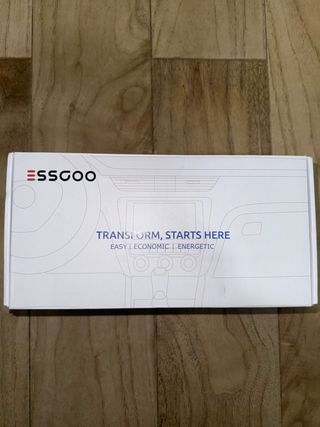 ESSGOO
TRANSFORM, STARTS HERE
EASY | ECONOMIC | ENERGETIC